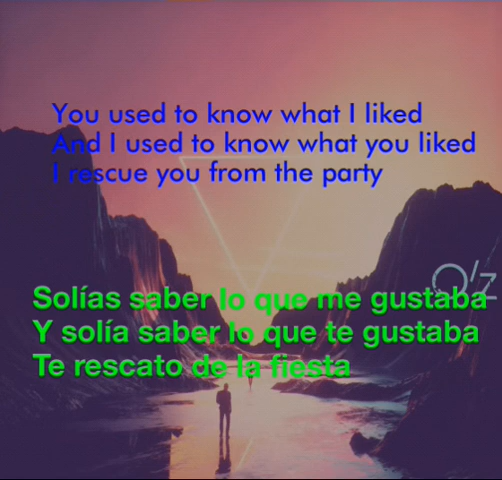 You used to know what I liked
And I used to know what you liked
I rescue you from the party
Solías saber lo que me gustaba
Y solía saber lo que te gustaba
Te rescato de la fiesta